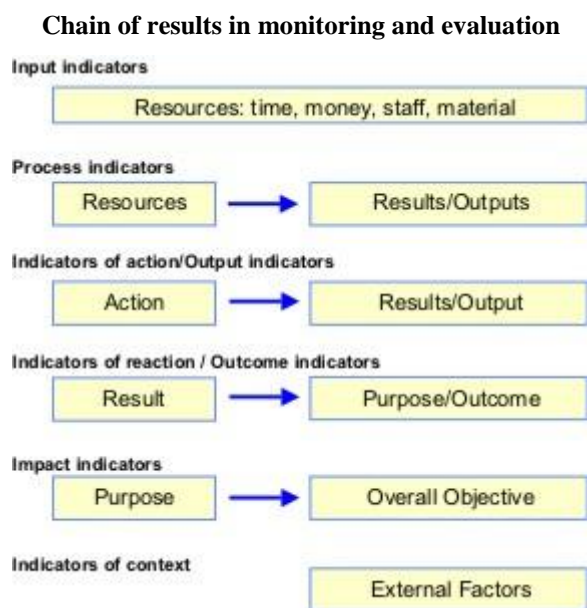 Chain of results in monitoring and evaluation
Input indicators
Resources: time, money, staff, material
Process indicators
Resources
Results/Outputs
Indicators of action/Output indicators
Action
Results/Output
Indicators of reaction / Outcome indicators
Result
Purpose/Outcome
Impact indicators
Purpose
Overall Objective
Indicators of context
External Factors